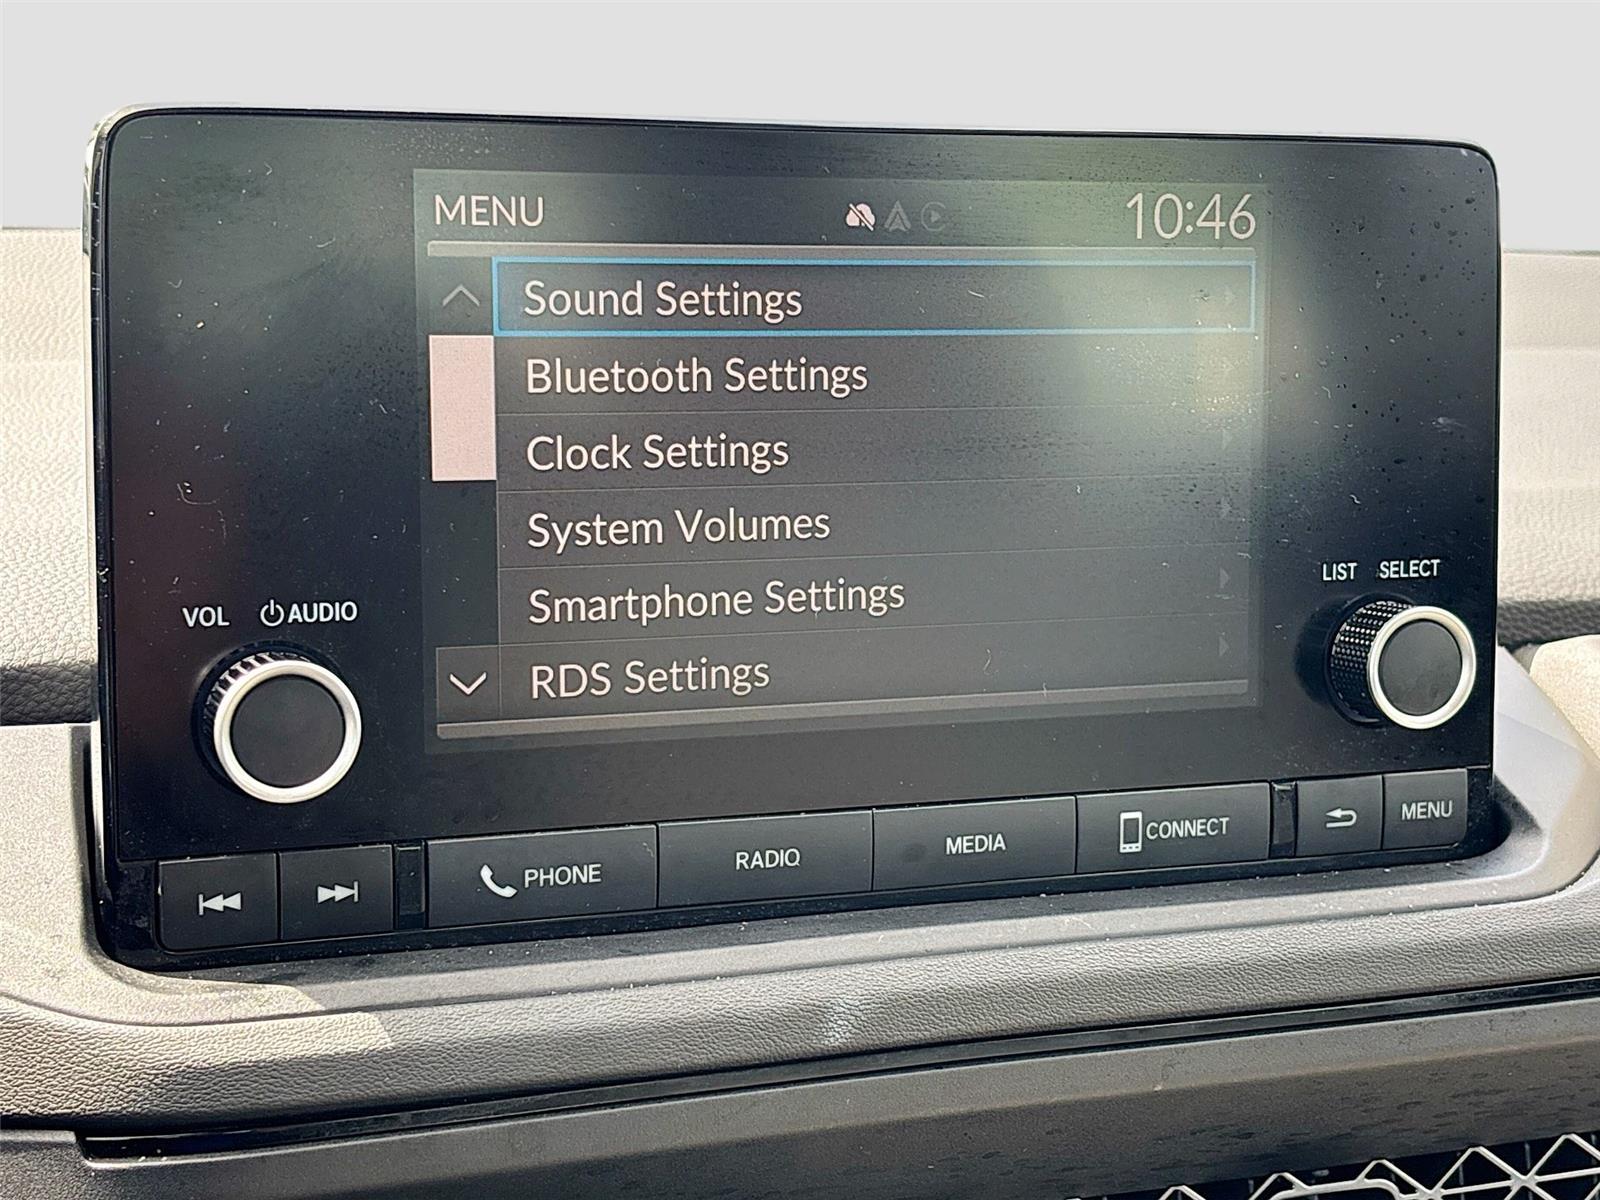 MENU 10:46
Sound Settings
Bluetooth Settings
Clock Settings
System Volumes
Smartphone Settings
RDS Settings
VOL AUDIO
LIST SELECT
PHONE RADIO MEDIA CONNECT MENU